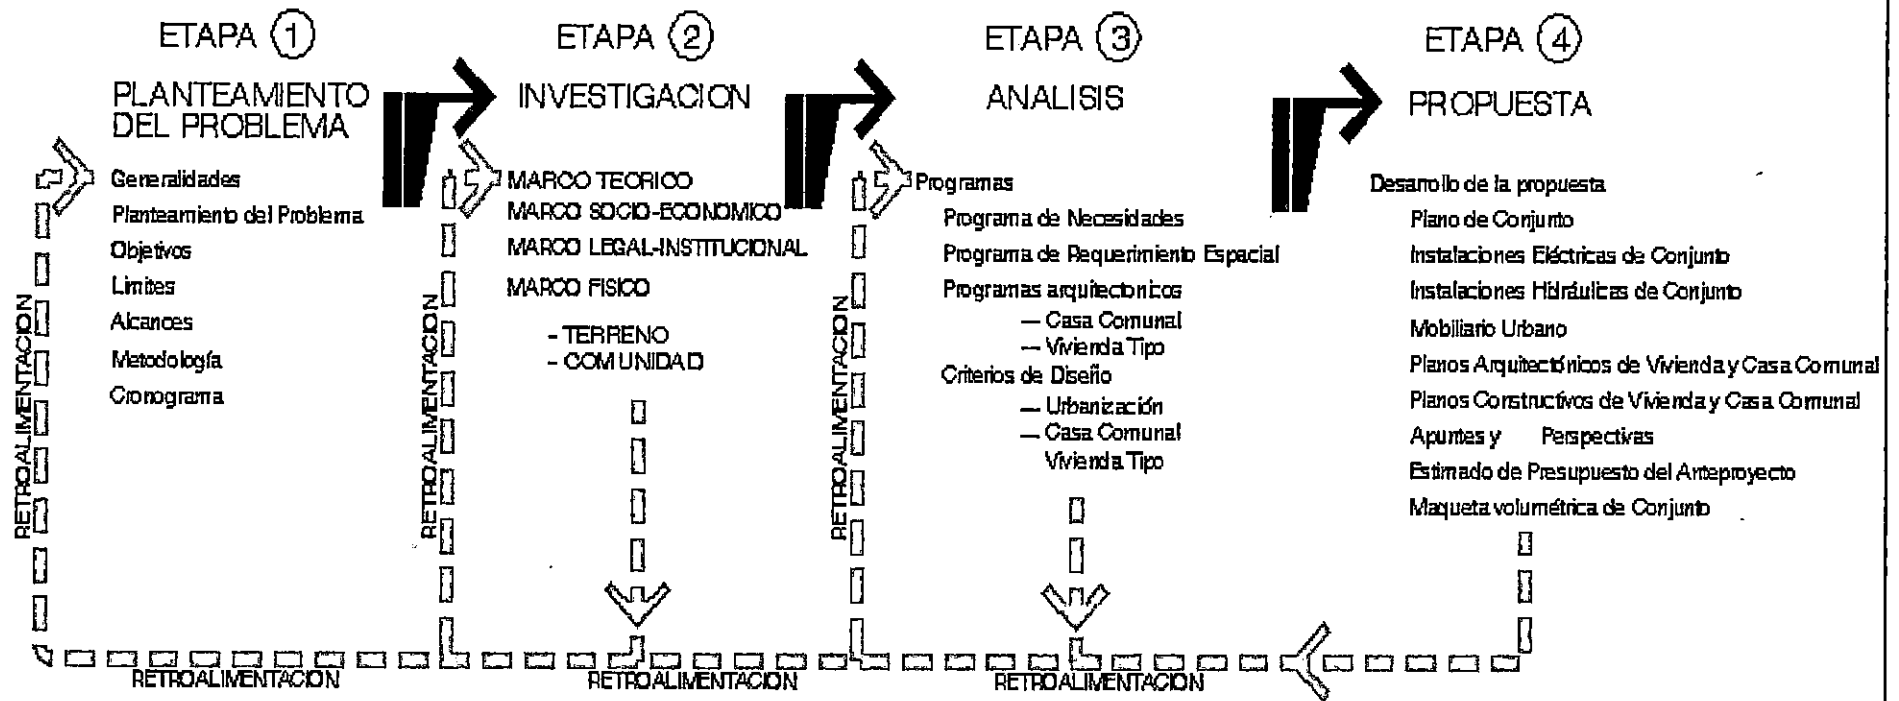 ETAPA 1
PLANTEAMIENTO
DEL PROBLEMA
Generalidades
Planteamiento del Problema
Objetivos
Limites
Alcances
Metodología
Cronograma
RETROALIMENTACION
RETROALIMENTACION
ETAPA 2
INVESTIGACION
MARCO TEORICO
MARCO SOCIO-ECONOMICO
MARCO LEGAL-INSTITUCIONAL
MARCO FISICO
- TERRENO
- COMUNIDAD
RETROALIMENTACION
RETROALIMENTACION
ETAPA 3
ANALISIS
Programas
Programa de Necesidades
Programa de Requerimiento Espacial
Programas arquitectonicos
— Casa Comunal
— Vivienda Tipo
Criterios de Diseño
— Urbanización
— Casa Comunal
Vivienda Tipo
RETROALIMENTACION
RETROALIMENTACION
ETAPA 4
PROPUESTA
Desarrollo de la propuesta
Plano de Conjunto
Instalaciones Eléctricas de Conjunto
Instalaciones Hidráulicas de Conjunto
Mobiliario Urbano
Planos Arquitectónicos de Vivienda y Casa Comunal
Planos Constructivos de Vivienda y Casa Comunal
Apuntes y Perspectivas
Estimado de Presupuesto del Anteproyecto
Maqueta volumétrica de Conjunto